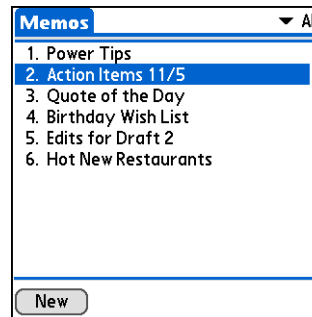 Memos
1. Power Tips
2. Action Items 11/5
3. Quote of the Day
4. Birthday Wish List
5. Edits for Draft 2
6. Hot New Restaurants
New